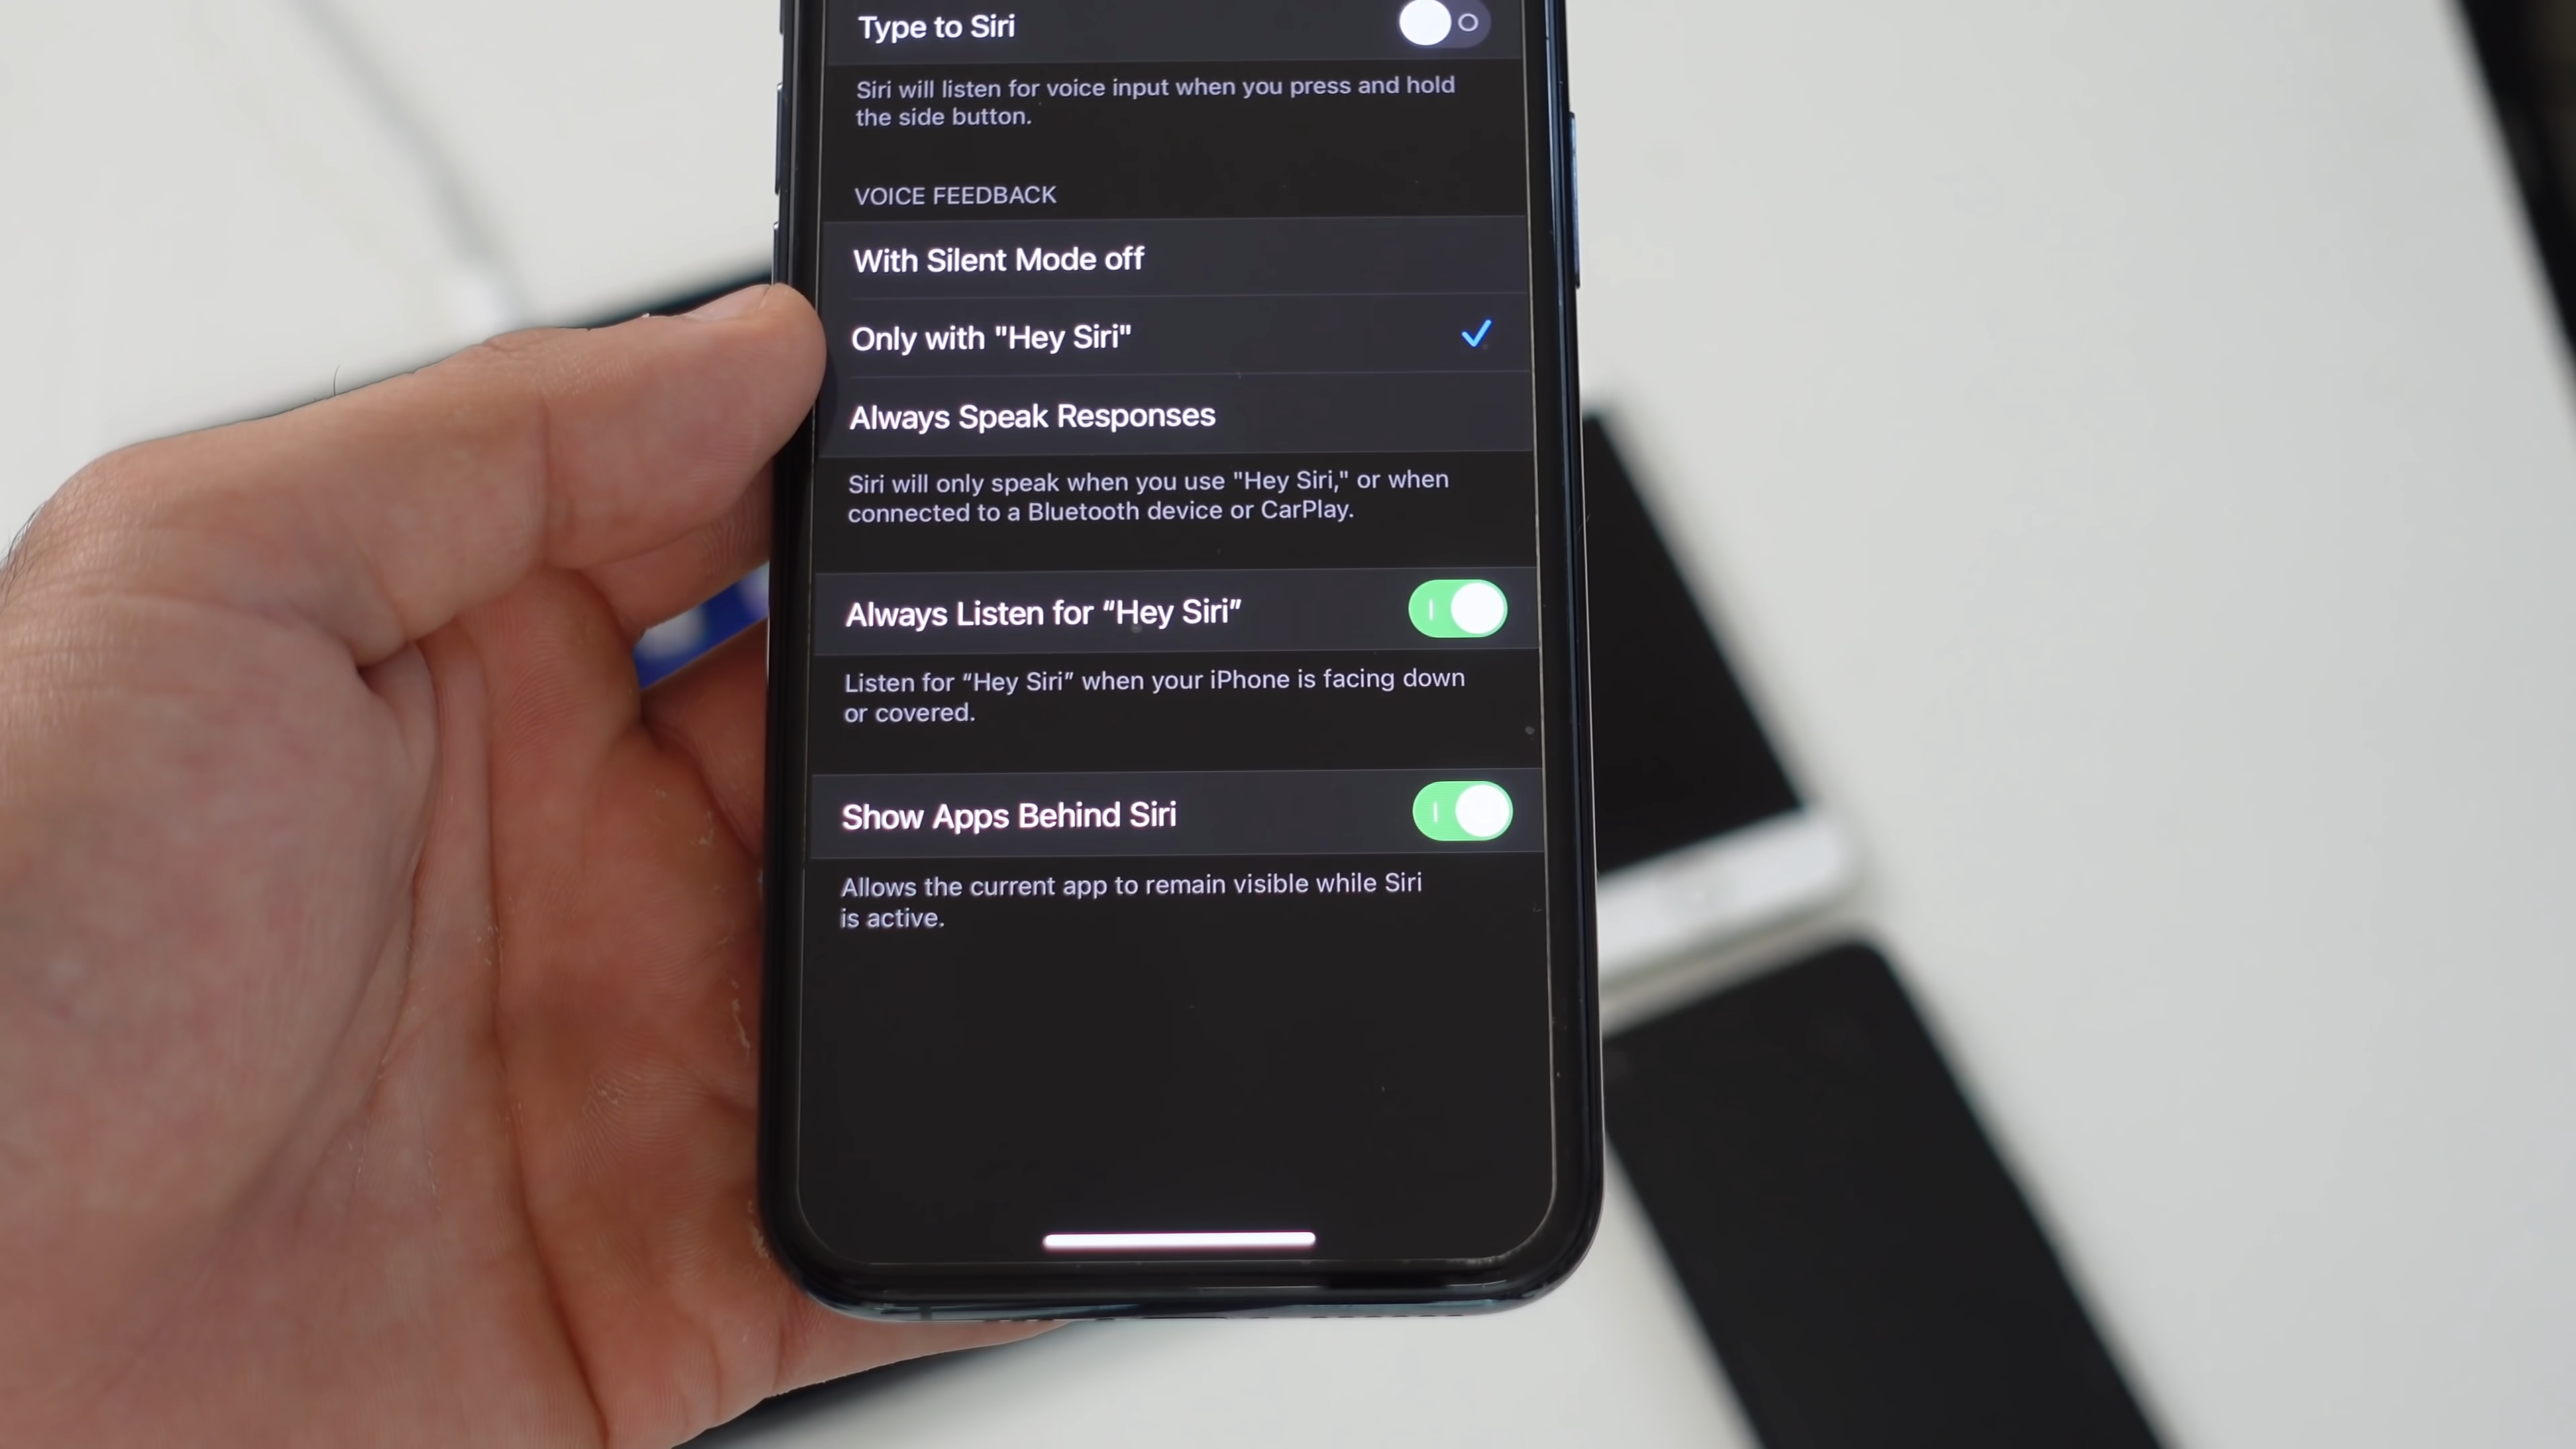 Type to Siri
Siri will listen for voice input when you press and hold
the side button.
VOICE FEEDBACK
With Silent Mode off
Only with "Hey Siri"
Always Speak Responses
Siri will only speak when you use "Hey Siri," or when
connected to a Bluetooth device or CarPlay.
Always Listen for “Hey Siri”
Listen for “Hey Siri” when your iPhone is facing down
or covered.
Show Apps Behind Siri
Allows the current app to remain visible while Siri
is active.